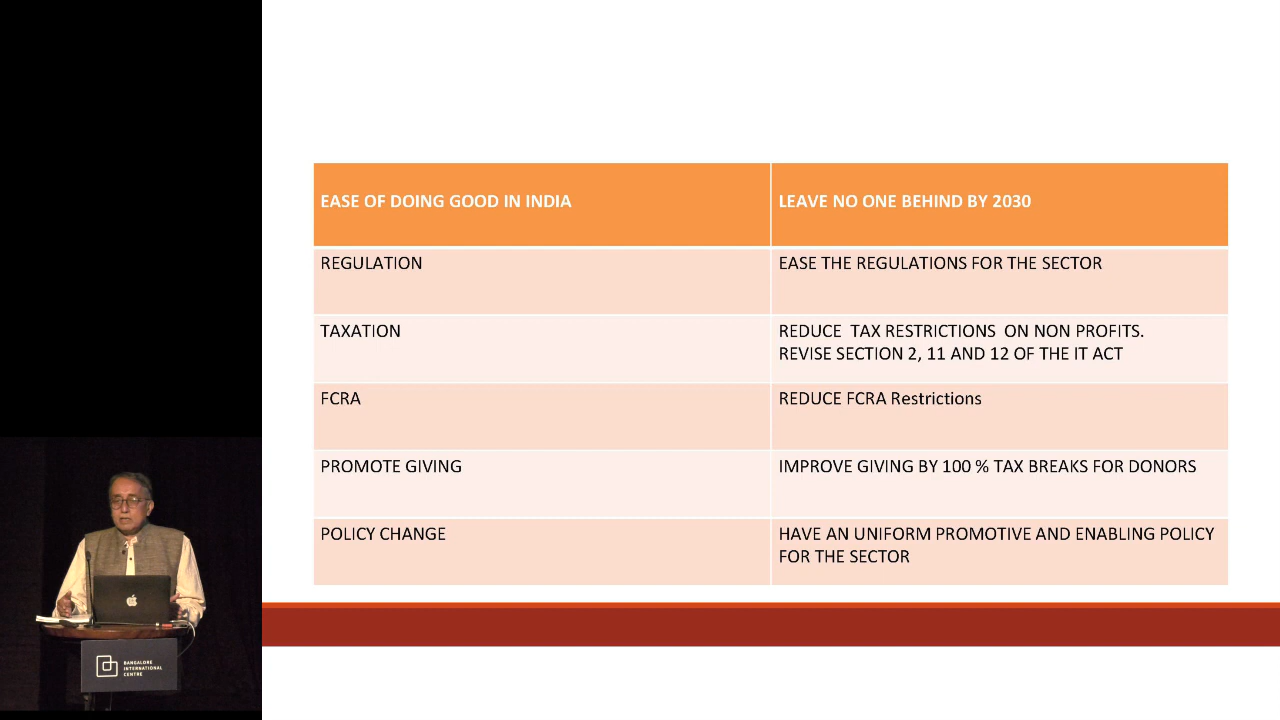 EASE OF DOING GOOD IN INDIA
LEAVE NO ONE BEHIND BY 2030
REGULATION
EASE THE REGULATIONS FOR THE SECTOR
TAXATION
REDUCE TAX RESTRICTIONS ON NON PROFITS.
REVISE SECTION 2, 11 AND 12 OF THE IT ACT
FCRA
REDUCE FCRA Restrictions
PROMOTE GIVING
IMPROVE GIVING BY 100 % TAX BREAKS FOR DONORS
POLICY CHANGE
HAVE AN UNIFORM PROMOTIVE AND ENABLING POLICY
FOR THE SECTOR
BANGALORE
INTERNATIONAL
CENTRE